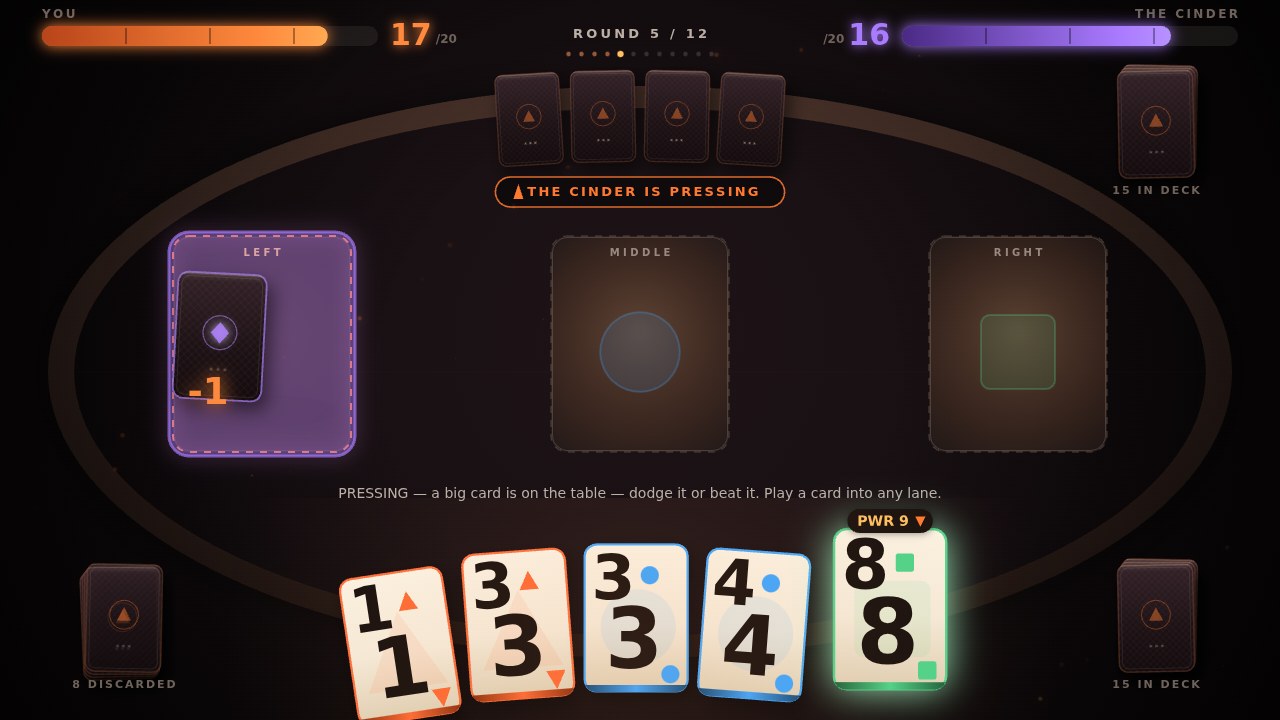 YOU
17 /20
ROUND 5 / 12
THE CINDER
/20 16
THE CINDER IS PRESSING
15 IN DECK
LEFT
MIDDLE
RIGHT
-1
PRESSING — a big card is on the table — dodge it or beat it. Play a card into any lane.
PWR 9
1
1
3
3
3
3
4
4
8
8
8 DISCARDED
15 IN DECK